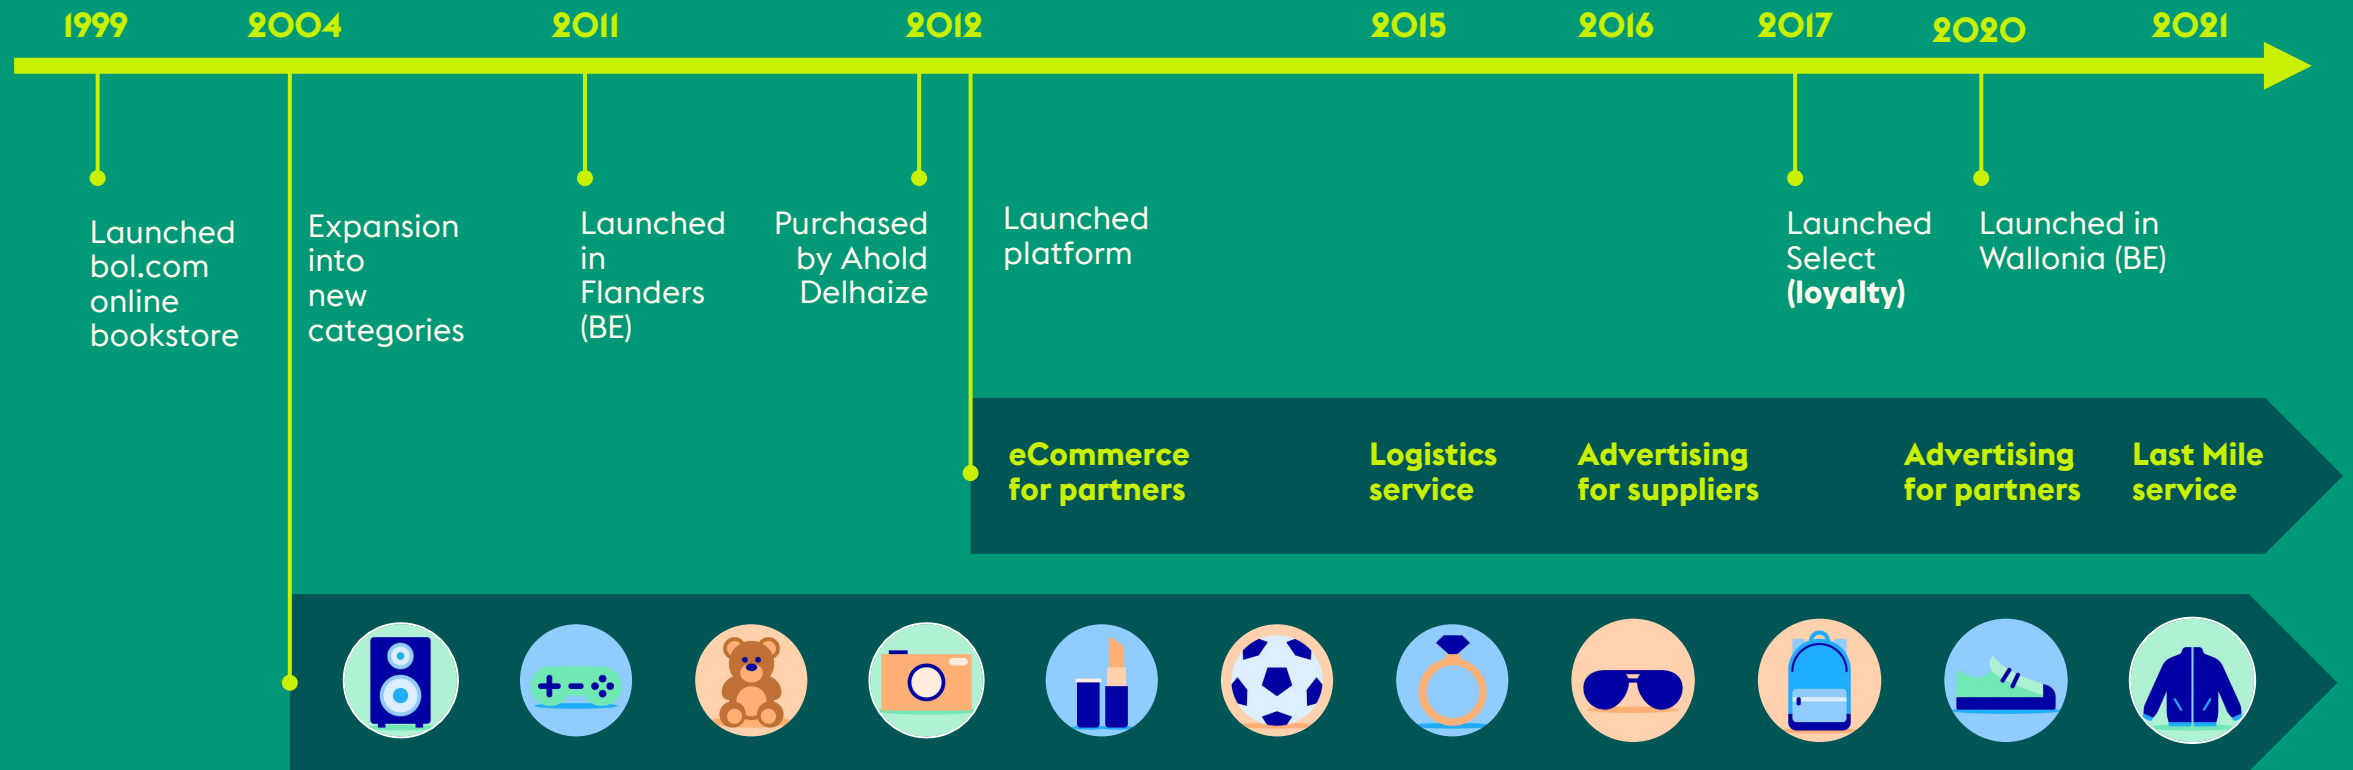 1999
2004
2011
2012
2015
2016
2017
2020
2021
Launched
bol.com
online
bookstore
Expansion
into
new
categories
Launched
in
Flanders
(BE)
Purchased
by Ahold
Delhaize
Launched
platform
Launched
Select
(loyalty)
Launched in
Wallonia (BE)
eCommerce
for partners
Logistics
service
Advertising
for suppliers
Advertising
for partners
Last Mile
service